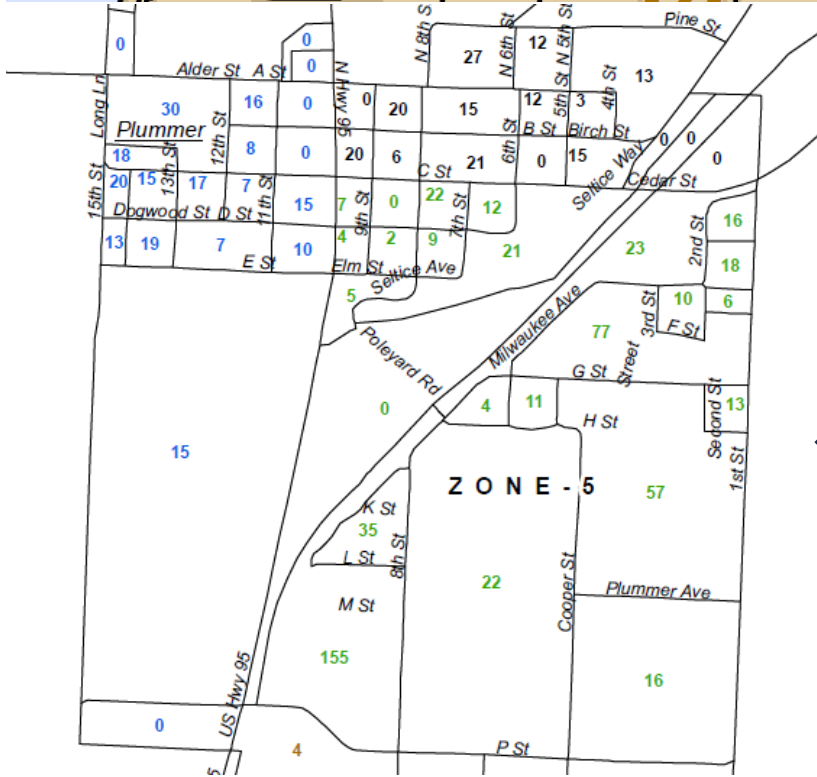 Pine St
N 8th S
N 6th S
N 5th St
0
0
27
12
13
Alder St A St
0
N Hwy 95
5th St
4th St
Long Ln
30
16
0
0
20
15
12
3
Plummer
12th St
B St Birch St
6th St
0
0
0
18
13th St
8
0
20
6
21
0
15
Seltice Way
C St
Cedar St
20
15
17
7
11th St
15
7
9th St
0
22
7th St
12
15th St
Dogwood St D St
2nd St
16
13
19
7
10
4
2
9
21
23
18
E St
Elm St
Seltice Ave
5
Milwaukee Ave
3rd St
10
6
F St
77
Poleyard Rd
Street
G St
0
4
11
H St
Second St
13
1st St
15
ZONE-5
57
K St
35
L St
8th St
22
Cooper St
Plummer Ave
M St
155
16
US Hwy 95
0
4
P St